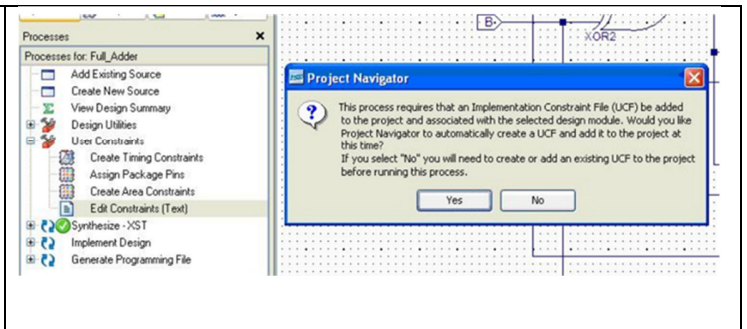 Processes
Processes for: Full_Adder
Add Existing Source
Create New Source
View Design Summary
Design Utilities
User Constraints
Create Timing Constraints
Assign Package Pins
Create Area Constraints
Edit Constraints (Text)
Synthesize - XST
Implement Design
Generate Programming File
B
XOR2
Project Navigator
This process requires that an Implementation Constraint File (UCF) be added
to the project and associated with the selected design module. Would you like
Project Navigator to automatically create a UCF and add it to the project at
this time?
If you select "No" you will need to create or add an existing UCF to the project
before running this process.
Yes
No